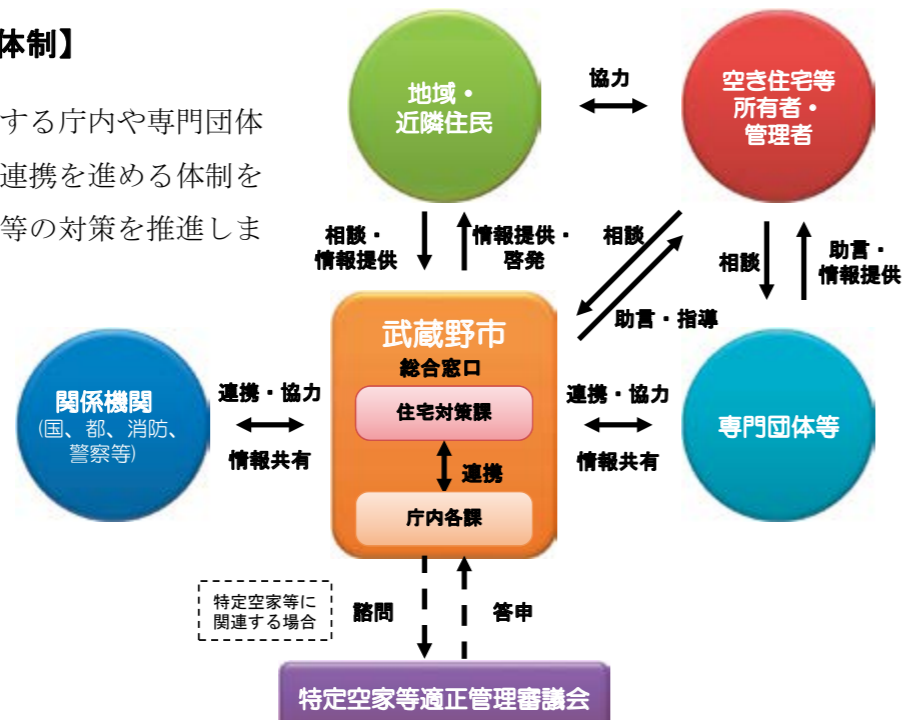 体制】
する庁内や専門団体
連携を進める体制を
等の対策を推進しま
地域・
近隣住民
協力
空き住宅等
所有者・
管理者
相談・
情報提供
情報提供・
啓発
相談
助言・指導
相談
助言・
情報提供
関係機関
(国、都、消防、
警察等)
連携・協力
情報共有
武蔵野市
総合窓口
住宅対策課
連携
庁内各課
連携・協力
情報共有
専門団体等
特定空家等に
関連する場合
諮問
答申
特定空家等適正管理審議会